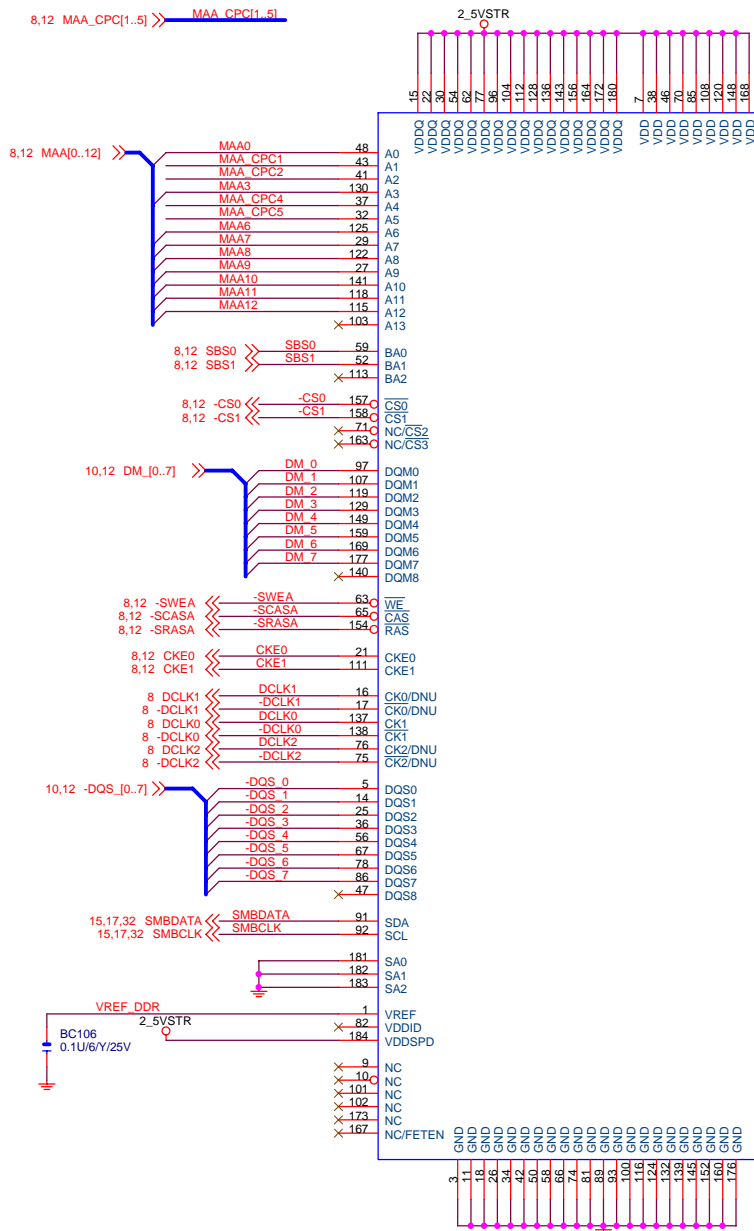 8,12 MAA_CPC[1..5] MAA_CPC[1..5]
2_5VSTR
15 22 30 54 62 77 96 104 112 128 136 143 156 164 172 180 7 38 46 70 85 108 120 148 168
VDDQ VDDQ VDDQ VDDQ VDDQ VDDQ VDDQ VDDQ VDDQ VDDQ VDDQ VDDQ VDDQ VDDQ VDDQ VDDQ VDD VDD VDD VDD VDD VDD VDD VDD VDD
8,12 MAA[0..12]
MAA0 48 A0
MAA_CPC1 43 A1
MAA_CPC2 41 A2
MAA3 130 A3
MAA_CPC4 37 A4
MAA_CPC5 32 A5
MAA6 125 A6
MAA7 29 A7
MAA8 122 A8
MAA9 27 A9
MAA10 141 A10
MAA11 118 A11
MAA12 115 A12
103 A13
8,12 SBS0 SBS0 59 BA0
8,12 SBS1 SBS1 52 BA1
113 BA2
8,12 -CS0 -CS0 157 CS0
8,12 -CS1 -CS1 158 CS1
71 NC/CS2
163 NC/CS3
10,12 DM_[0..7]
DM_0 97 DQM0
DM_1 107 DQM1
DM_2 119 DQM2
DM_3 129 DQM3
DM_4 149 DQM4
DM_5 159 DQM5
DM_6 169 DQM6
DM_7 177 DQM7
140 DQM8
8,12 -SWEA -SWEA 63 WE
8,12 -SCASA -SCASA 65 CAS
8,12 -SRASA -SRASA 154 RAS
8,12 CKE0 CKE0 21 CKE0
8,12 CKE1 CKE1 111 CKE1
8 DCLK1 DCLK1 16 CK0/DNU
8 -DCLK1 -DCLK1 17 CK0/DNU
8 DCLK0 DCLK0 137 CK1
8 -DCLK0 -DCLK0 138 CK1
8 DCLK2 DCLK2 76 CK2/DNU
8 -DCLK2 -DCLK2 75 CK2/DNU
10,12 -DQS_[0..7]
-DQS_0 5 DQS0
-DQS_1 14 DQS1
-DQS_2 25 DQS2
-DQS_3 36 DQS3
-DQS_4 56 DQS4
-DQS_5 67 DQS5
-DQS_6 78 DQS6
-DQS_7 86 DQS7
47 DQS8
15,17,32 SMBDATA SMBDATA 91 SDA
15,17,32 SMBCLK SMBCLK 92 SCL
181 SA0
182 SA1
183 SA2
VREF_DDR 1 VREF
82 VDDID
2_5VSTR 184 VDDSPD
BC106
0.1U/6/Y/25V
9 NC
10 NC
101 NC
102 NC
173 NC
167 NC/FETEN
GND GND GND GND GND GND GND GND GND GND GND GND GND GND GND GND GND GND GND GND GND GND
3 11 18 26 34 42 50 58 66 74 81 89 93 100 116 124 132 139 145 152 160 176